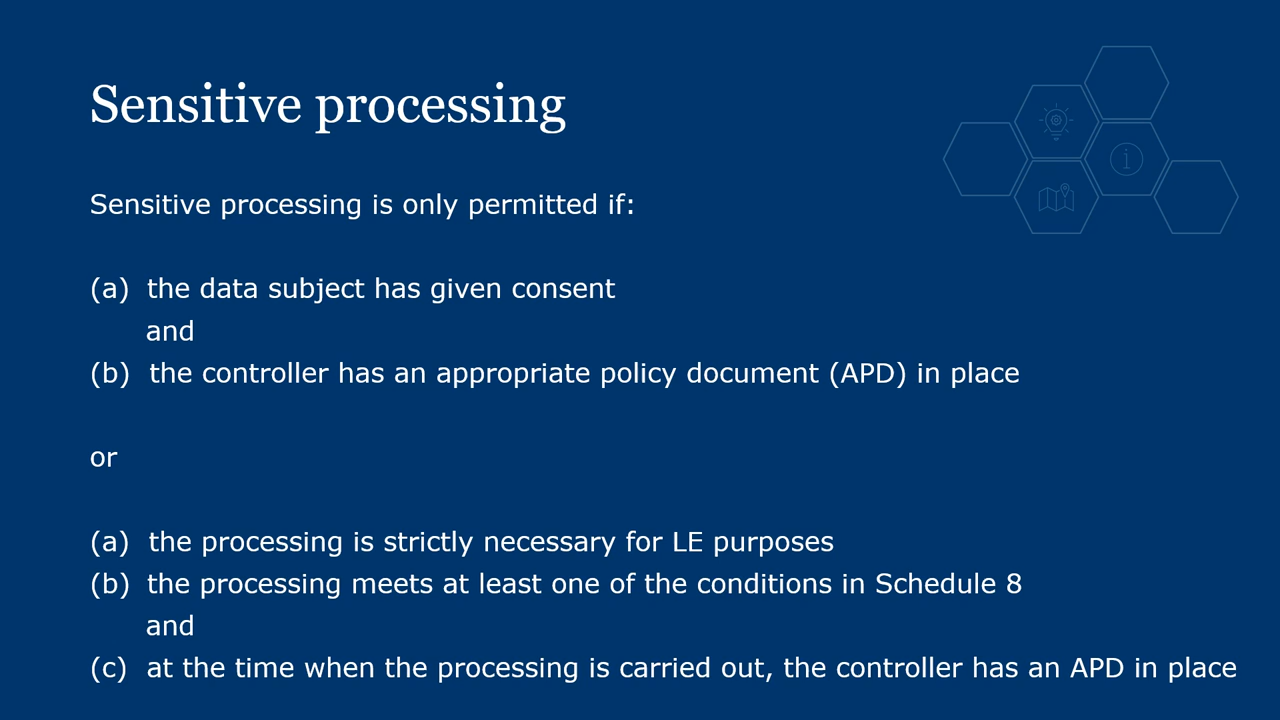 Sensitive processing
Sensitive processing is only permitted if:
(a) the data subject has given consent
and
(b) the controller has an appropriate policy document (APD) in place
or
(a) the processing is strictly necessary for LE purposes
(b) the processing meets at least one of the conditions in Schedule 8
and
(c) at the time when the processing is carried out, the controller has an APD in place